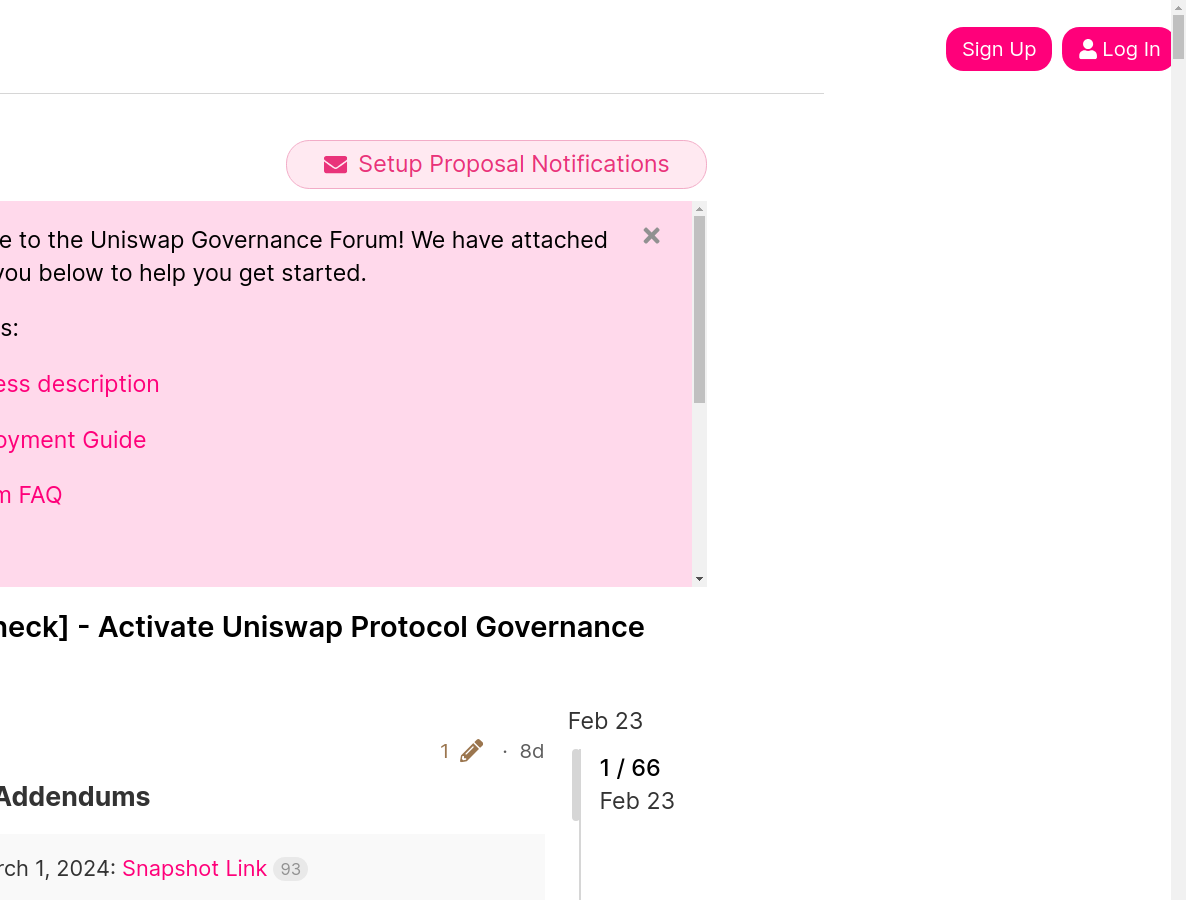 Sign Up
Log In
Setup Proposal Notifications
e to the Uniswap Governance Forum! We have attached
you below to help you get started.
s:
ess description
oyment Guide
m FAQ
heck] - Activate Uniswap Protocol Governance
Feb 23
1 · 8d
1 / 66
Feb 23
Addendums
rch 1, 2024: Snapshot Link 93